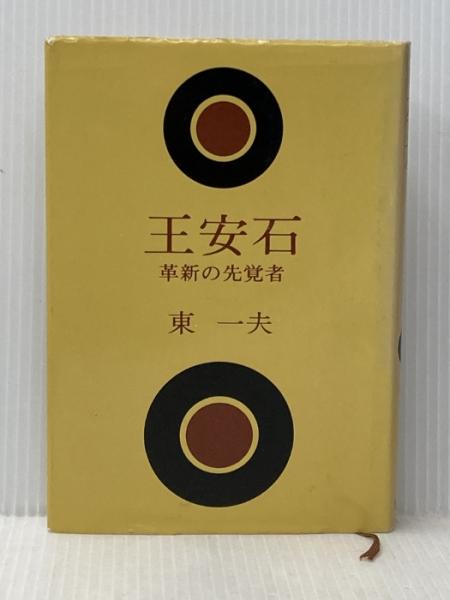 王安石
革新の先覚者
東 一夫